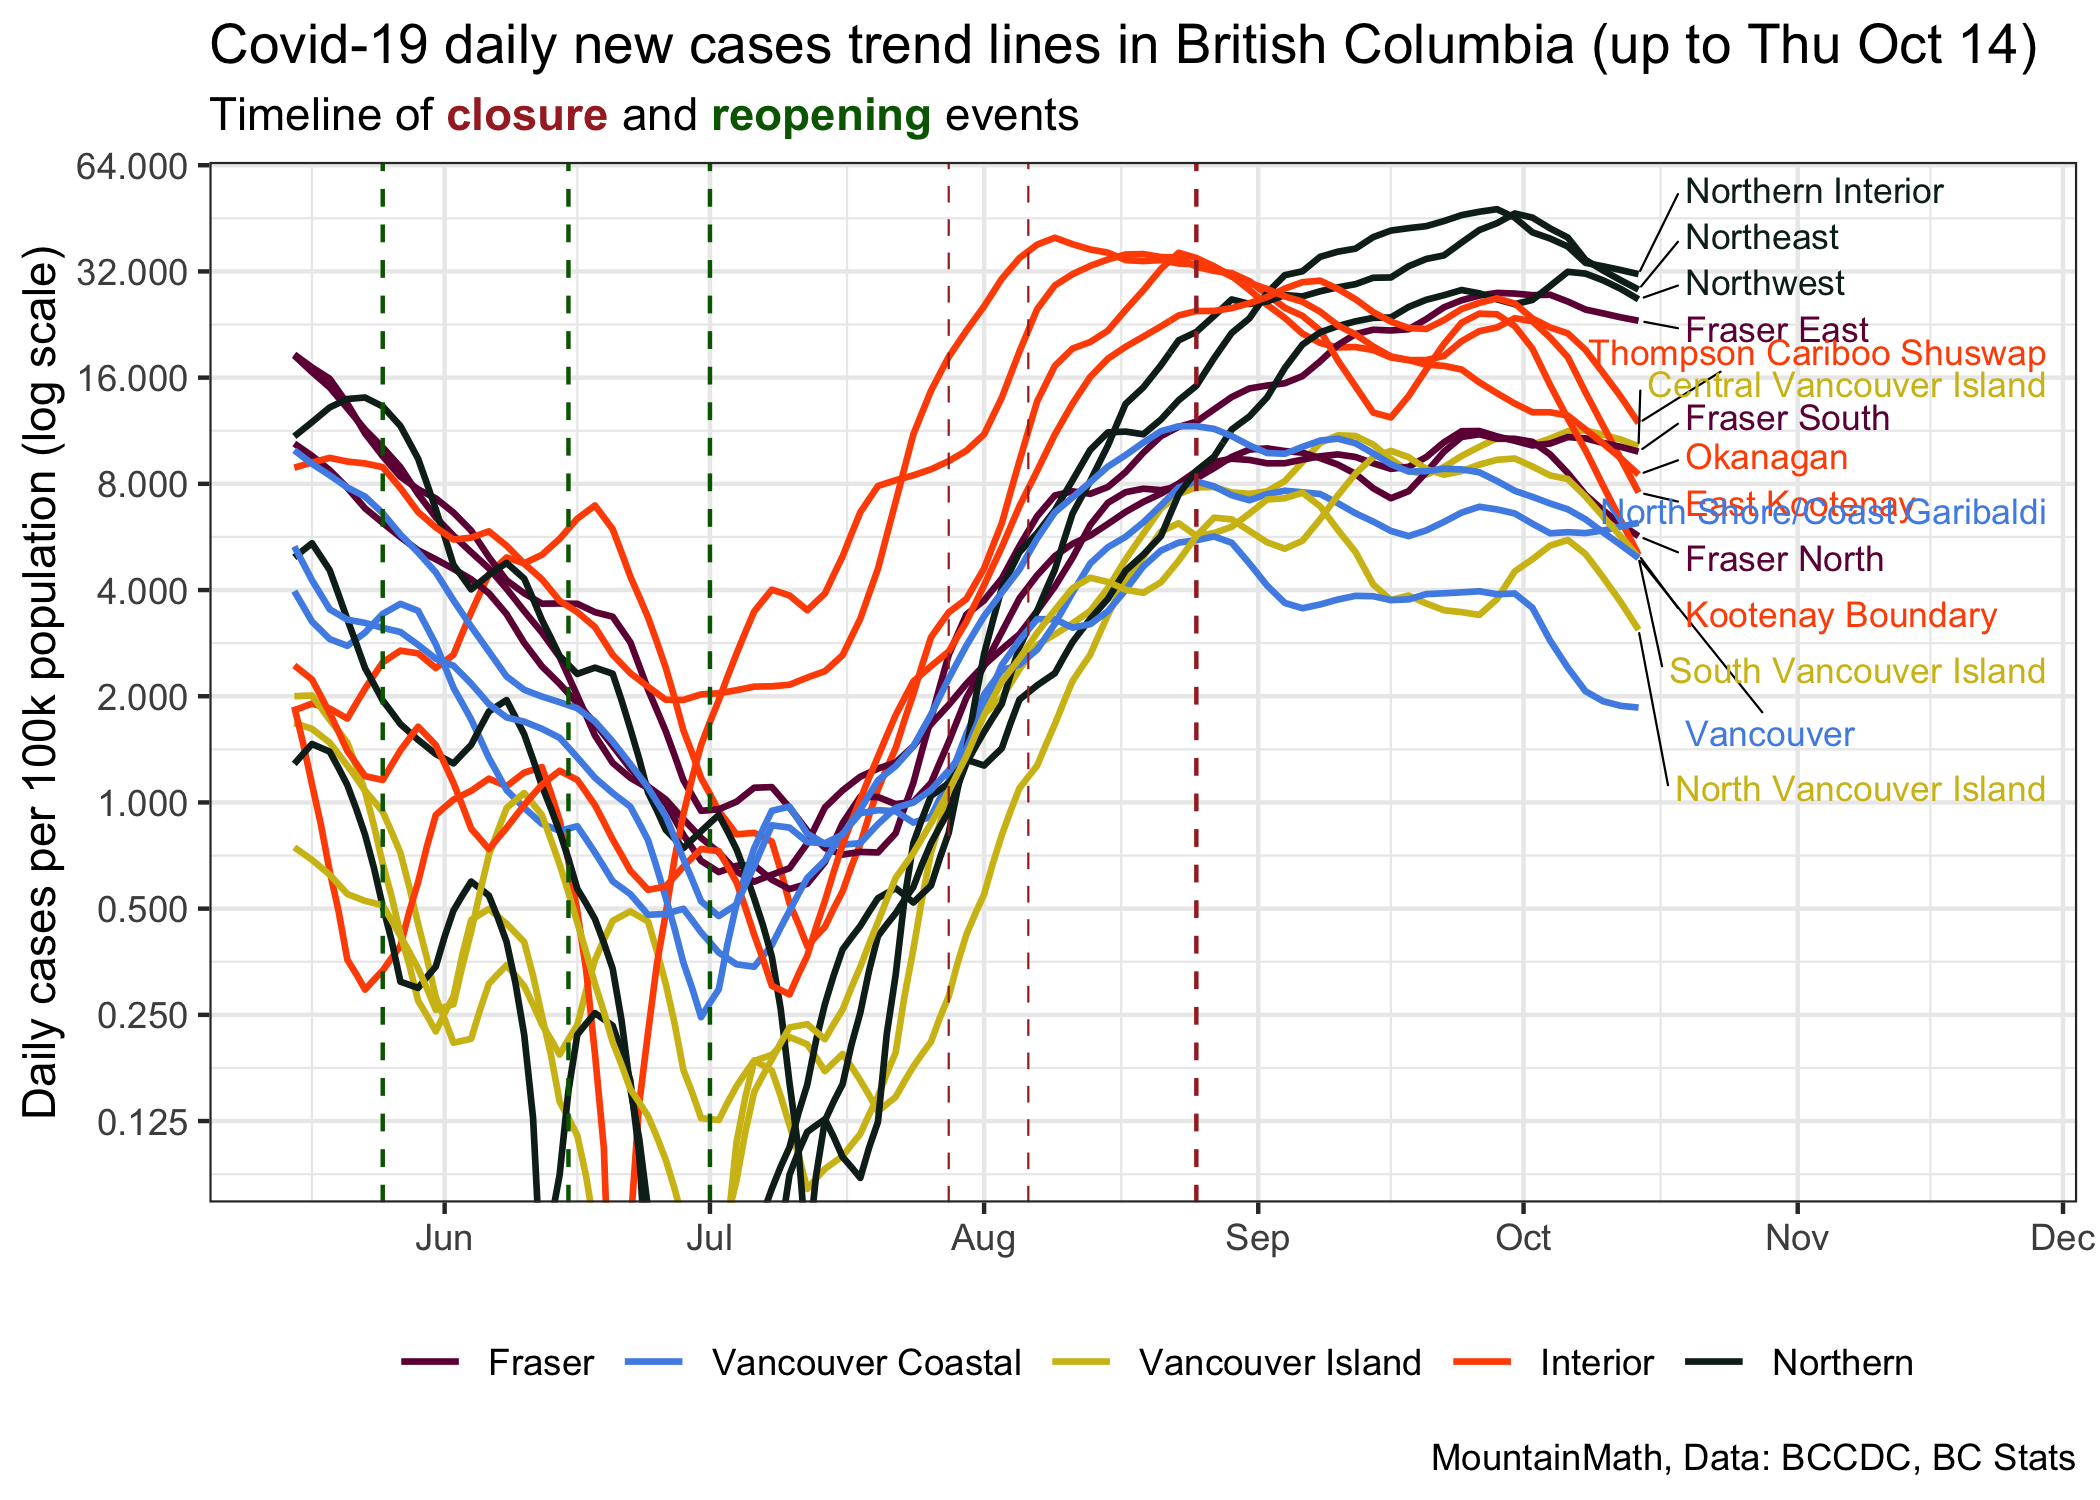 Covid-19 daily new cases trend lines in British Columbia (up to Thu Oct 14)
Timeline of closure and reopening events
Daily cases per 100k population (log scale)
64.000
32.000
16.000
8.000
4.000
2.000
1.000
0.500
0.250
0.125
Northern Interior
Northeast
Northwest
Fraser East
Thompson Cariboo Shuswap
Central Vancouver Island
Fraser South
Okanagan
East Kootenay
North Shore/Coast Garibaldi
Fraser North
Kootenay Boundary
South Vancouver Island
Vancouver
North Vancouver Island
Jun Jul Aug Sep Oct Nov Dec
Fraser Vancouver Coastal Vancouver Island Interior Northern
MountainMath, Data: BCCDC, BC Stats